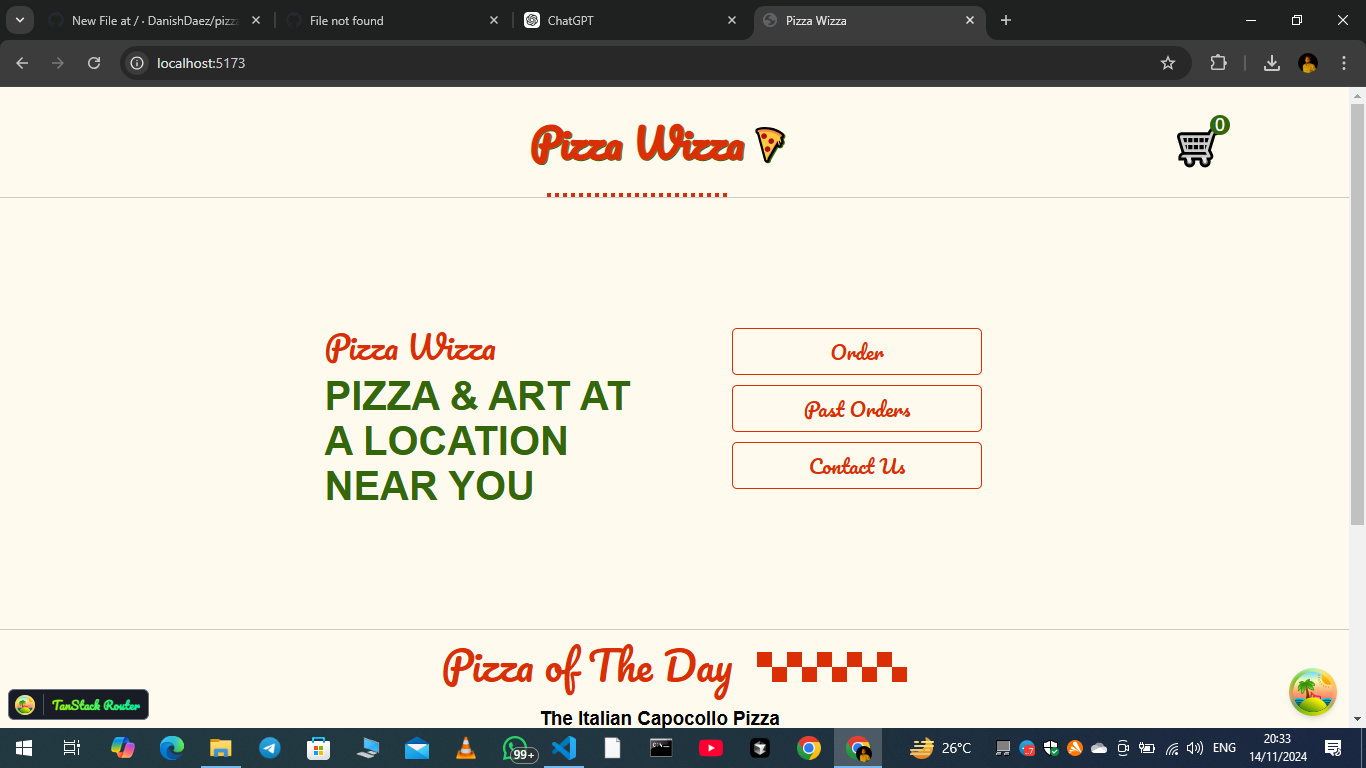 New File at / · DanishDaez/pizz
File not found
ChatGPT
Pizza Wizza
localhost:5173
Pizza Wizza
0
Pizza Wizza
PIZZA & ART AT
A LOCATION
NEAR YOU
Order
Past Orders
Contact Us
Pizza of The Day
The Italian Capocollo Pizza
TanStack Router
99+
26°C
ENG
20:33
14/11/2024